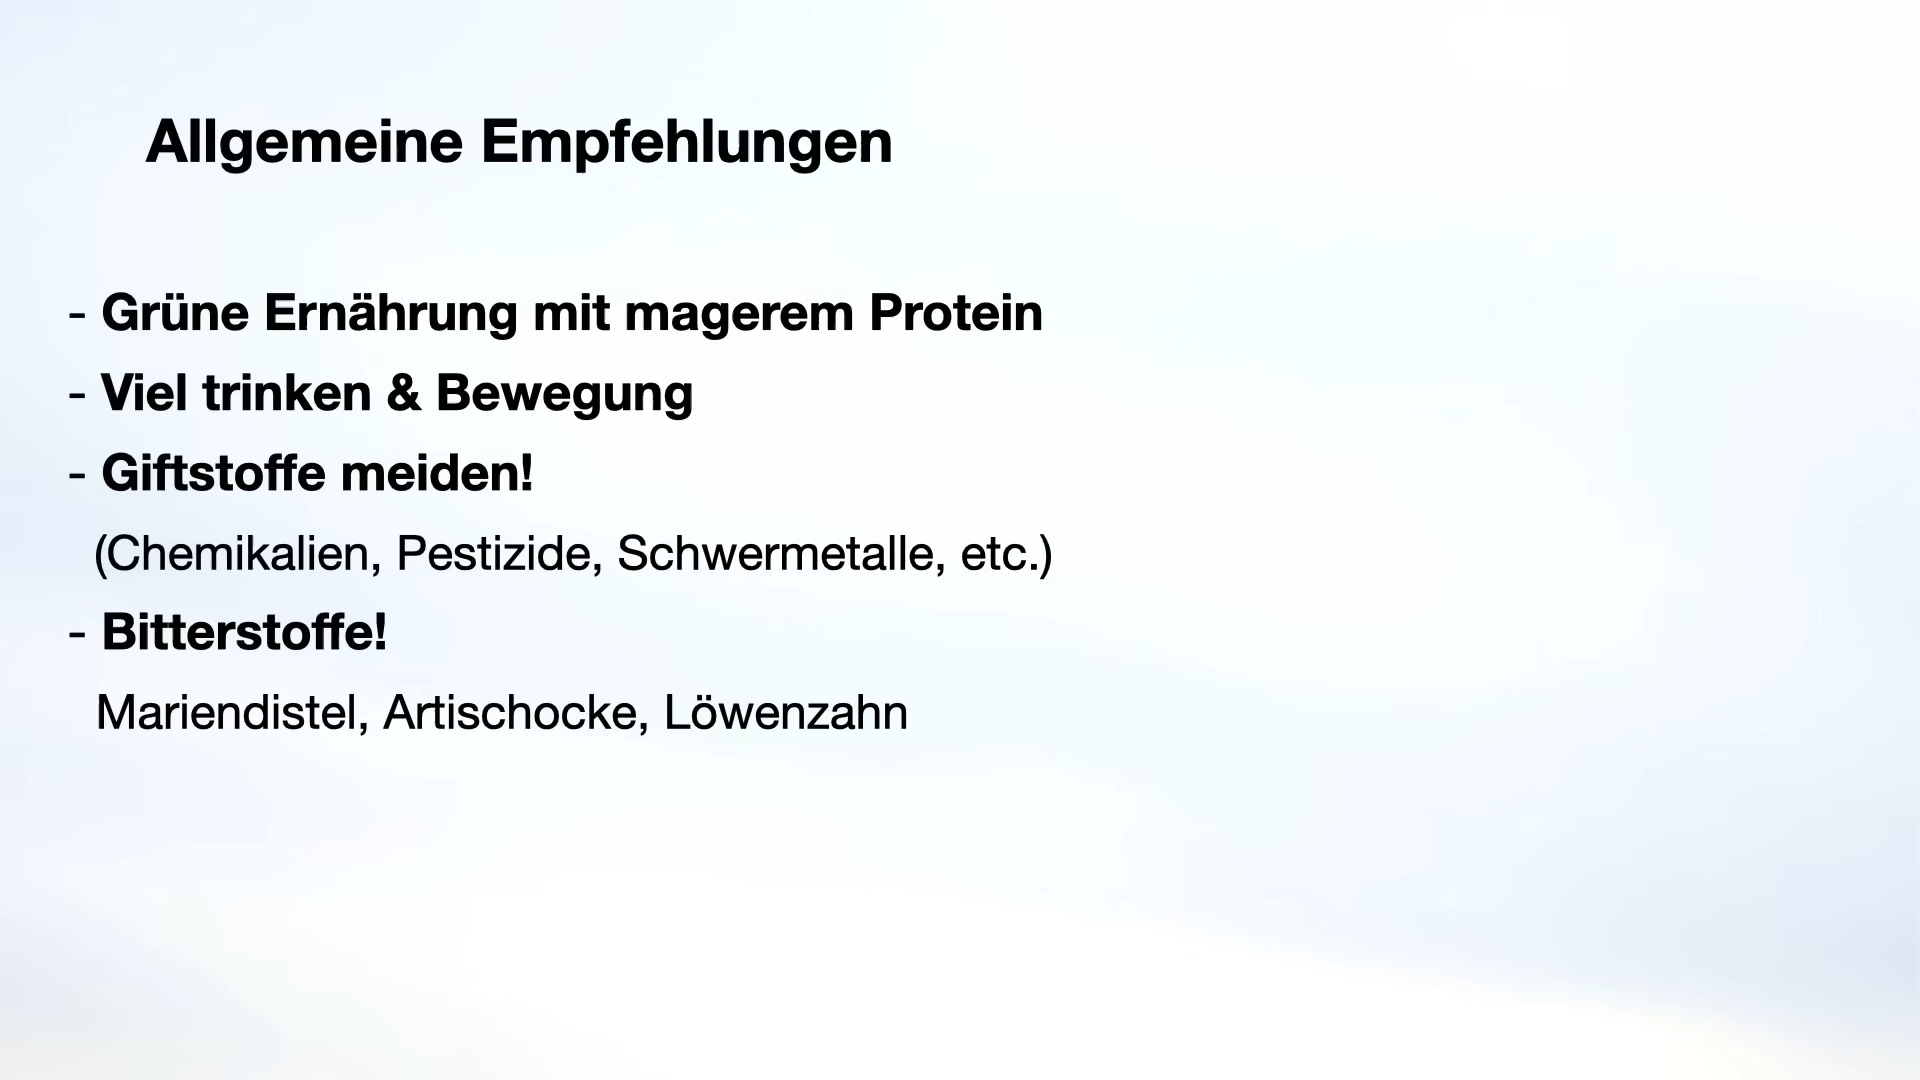 Allgemeine Empfehlungen
- Grüne Ernährung mit magerem Protein
- Viel trinken & Bewegung
- Giftstoffe meiden!
(Chemikalien, Pestizide, Schwermetalle, etc.)
- Bitterstoffe!
Mariendistel, Artischocke, Löwenzahn